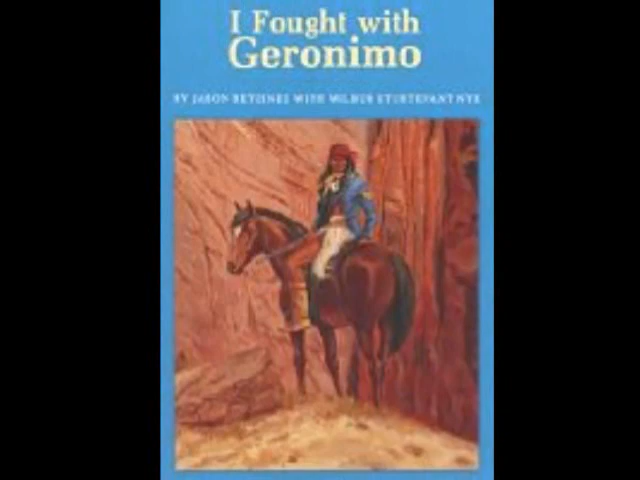 I Fought with
Geronimo
BY JASON BETZINEZ WITH WILBUR STURTEVANT NYE